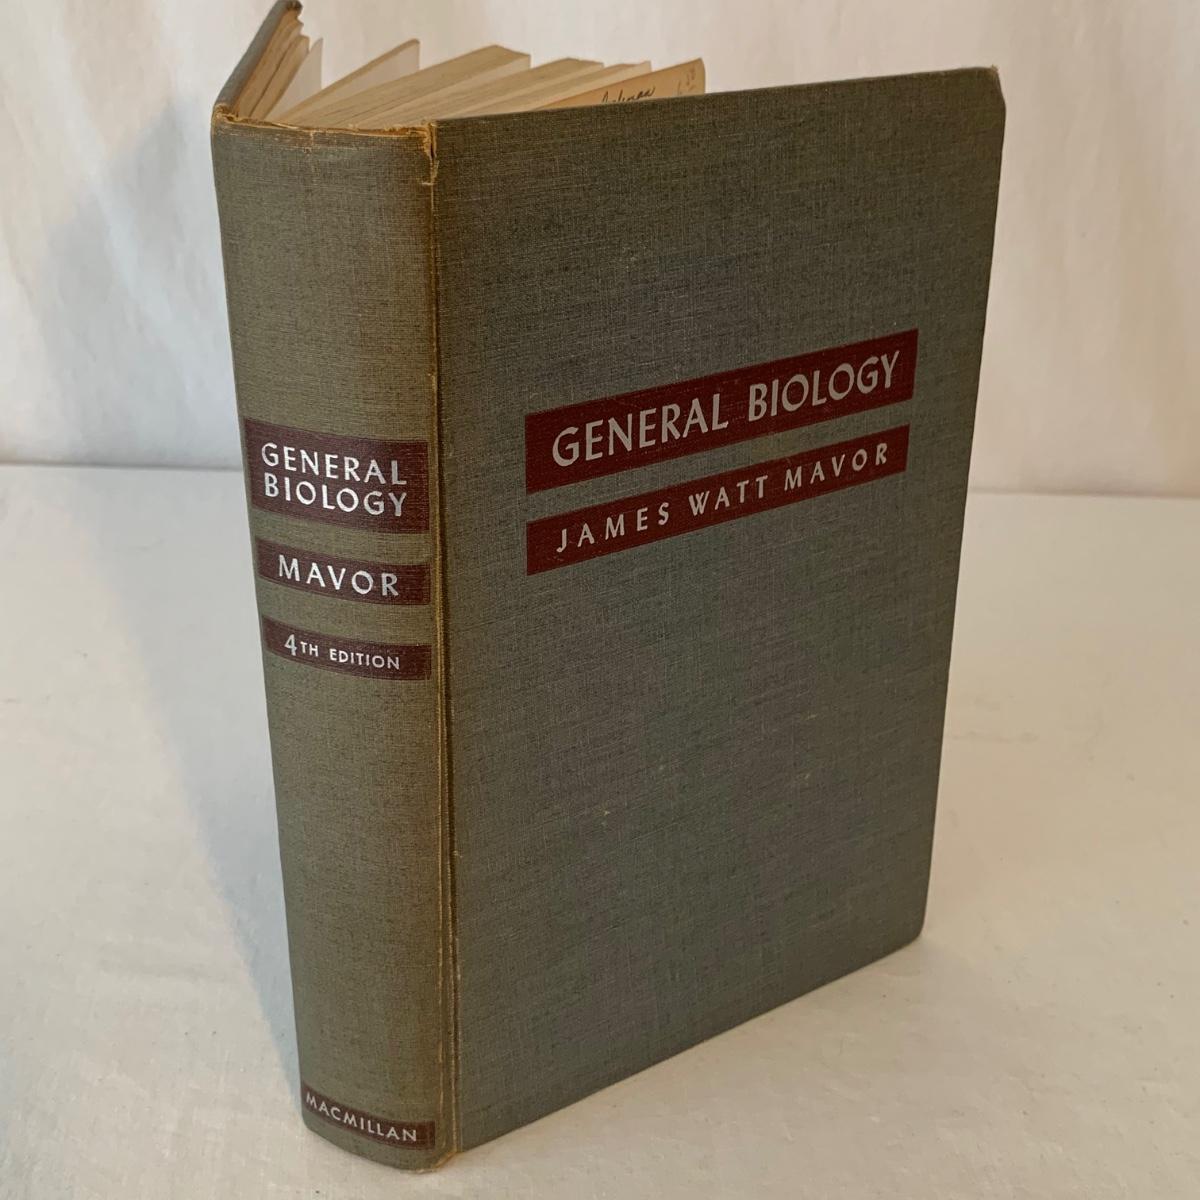 GENERAL
BIOLOGY
MAVOR
4TH EDITION
MACMILLAN
GENERAL BIOLOGY
JAMES WATT MAVOR